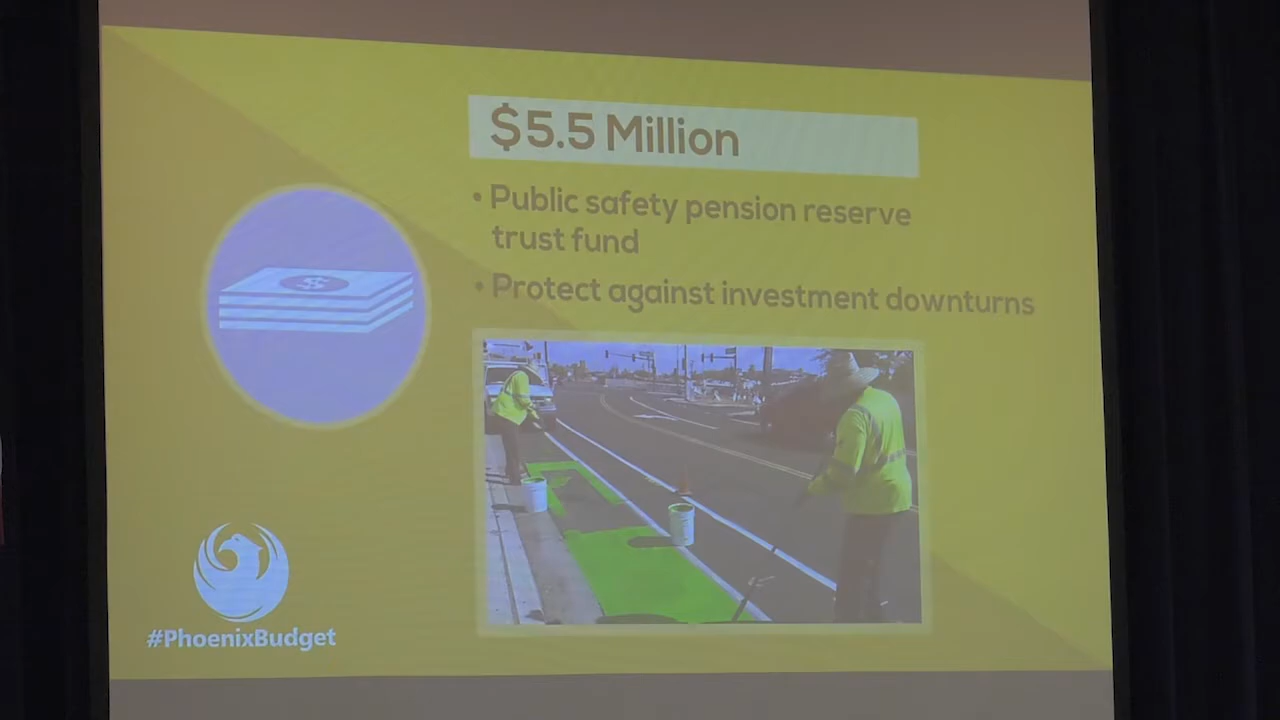 $5.5 Million
• Public safety pension reserve
trust fund
• Protect against investment downturns
$
#PhoenixBudget